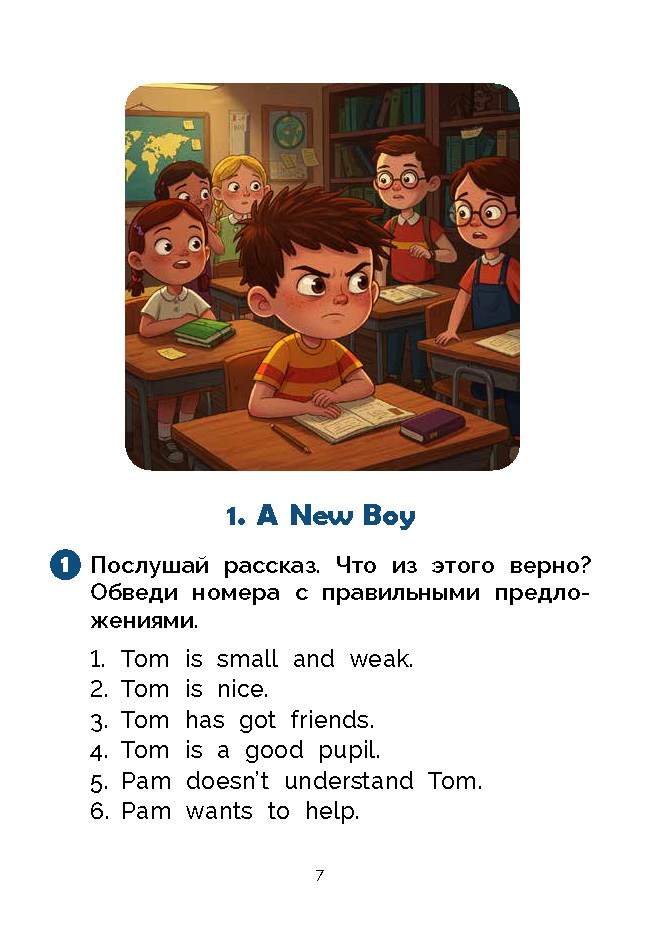 1. A New Boy
1 Послушай рассказ. Что из этого верно?
Обведи номера с правильными предло-
жениями.
1. Tom is small and weak.
2. Tom is nice.
3. Tom has got friends.
4. Tom is a good pupil.
5. Pam doesn’t understand Tom.
6. Pam wants to help.
7